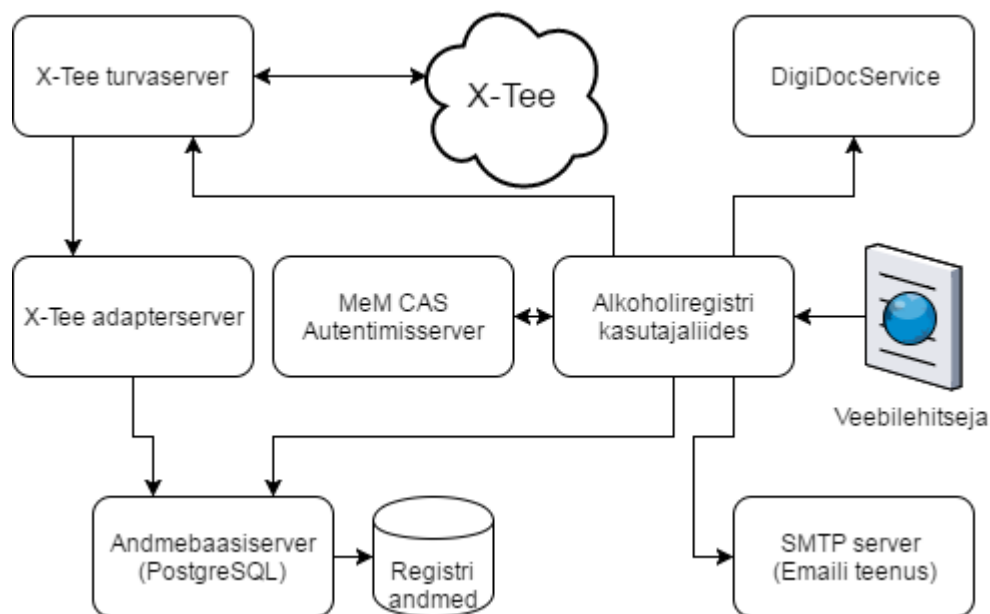 X-Tee turvaserver
X-Tee
DigiDocService
X-Tee adapterserver
MeM CAS
Autentimisserver
Alkoholiregistri
kasutajaliides
Veebilehitseja
Andmebaasiserver
(PostgreSQL)
Registri
andmed
SMTP server
(Emaili teenus)